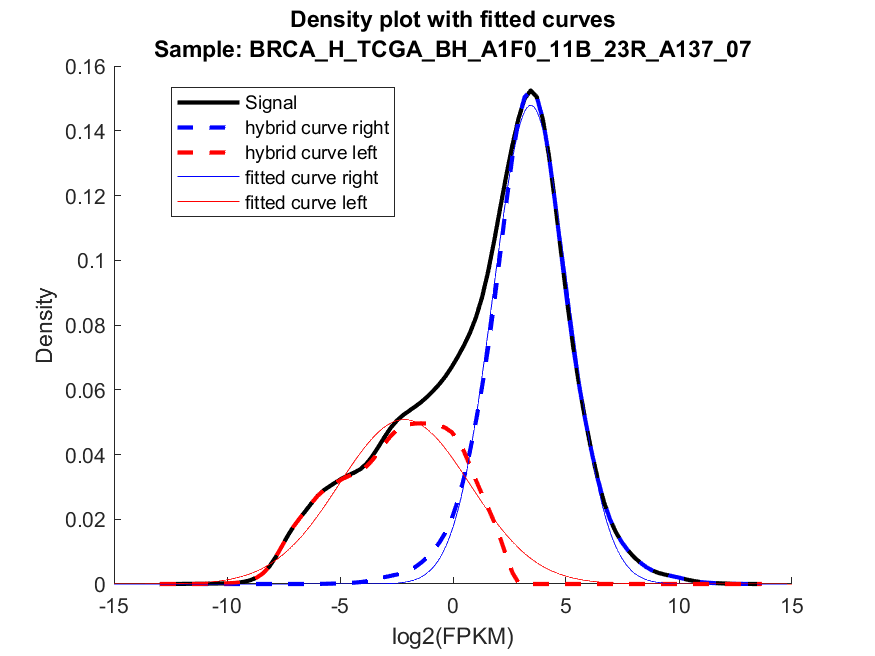 Density plot with fitted curves
Sample: BRCA_H_TCGA_BH_A1F0_11B_23R_A137_07
0.16
0.14
0.12
0.1
0.08
0.06
0.04
0.02
0
Density
Signal
hybrid curve right
hybrid curve left
fitted curve right
fitted curve left
-15 -10 -5 0 5 10 15
log2(FPKM)